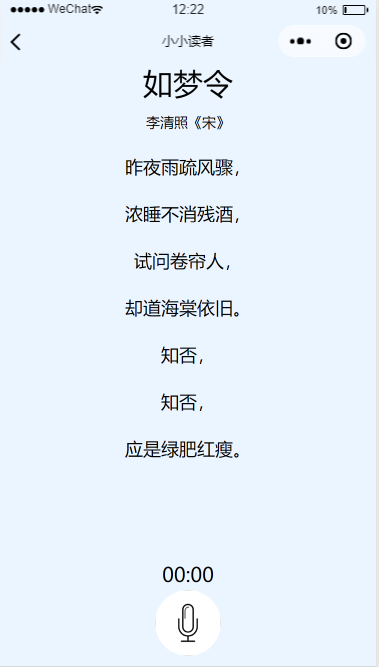 WeChat 12:22 10%
小小读者
如梦令
李清照《宋》
昨夜雨疏风骤，
浓睡不消残酒，
试问卷帘人，
却道海棠依旧。
知否，
知否，
应是绿肥红瘦。
00:00